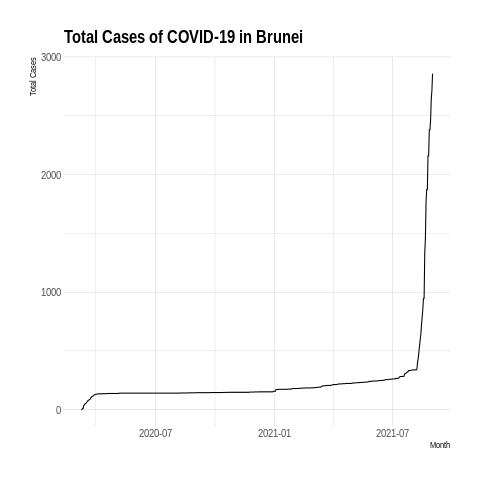 Total Cases of COVID-19 in Brunei
Total Cases
3000
2000
1000
0
2020-07
2021-01
2021-07
Month